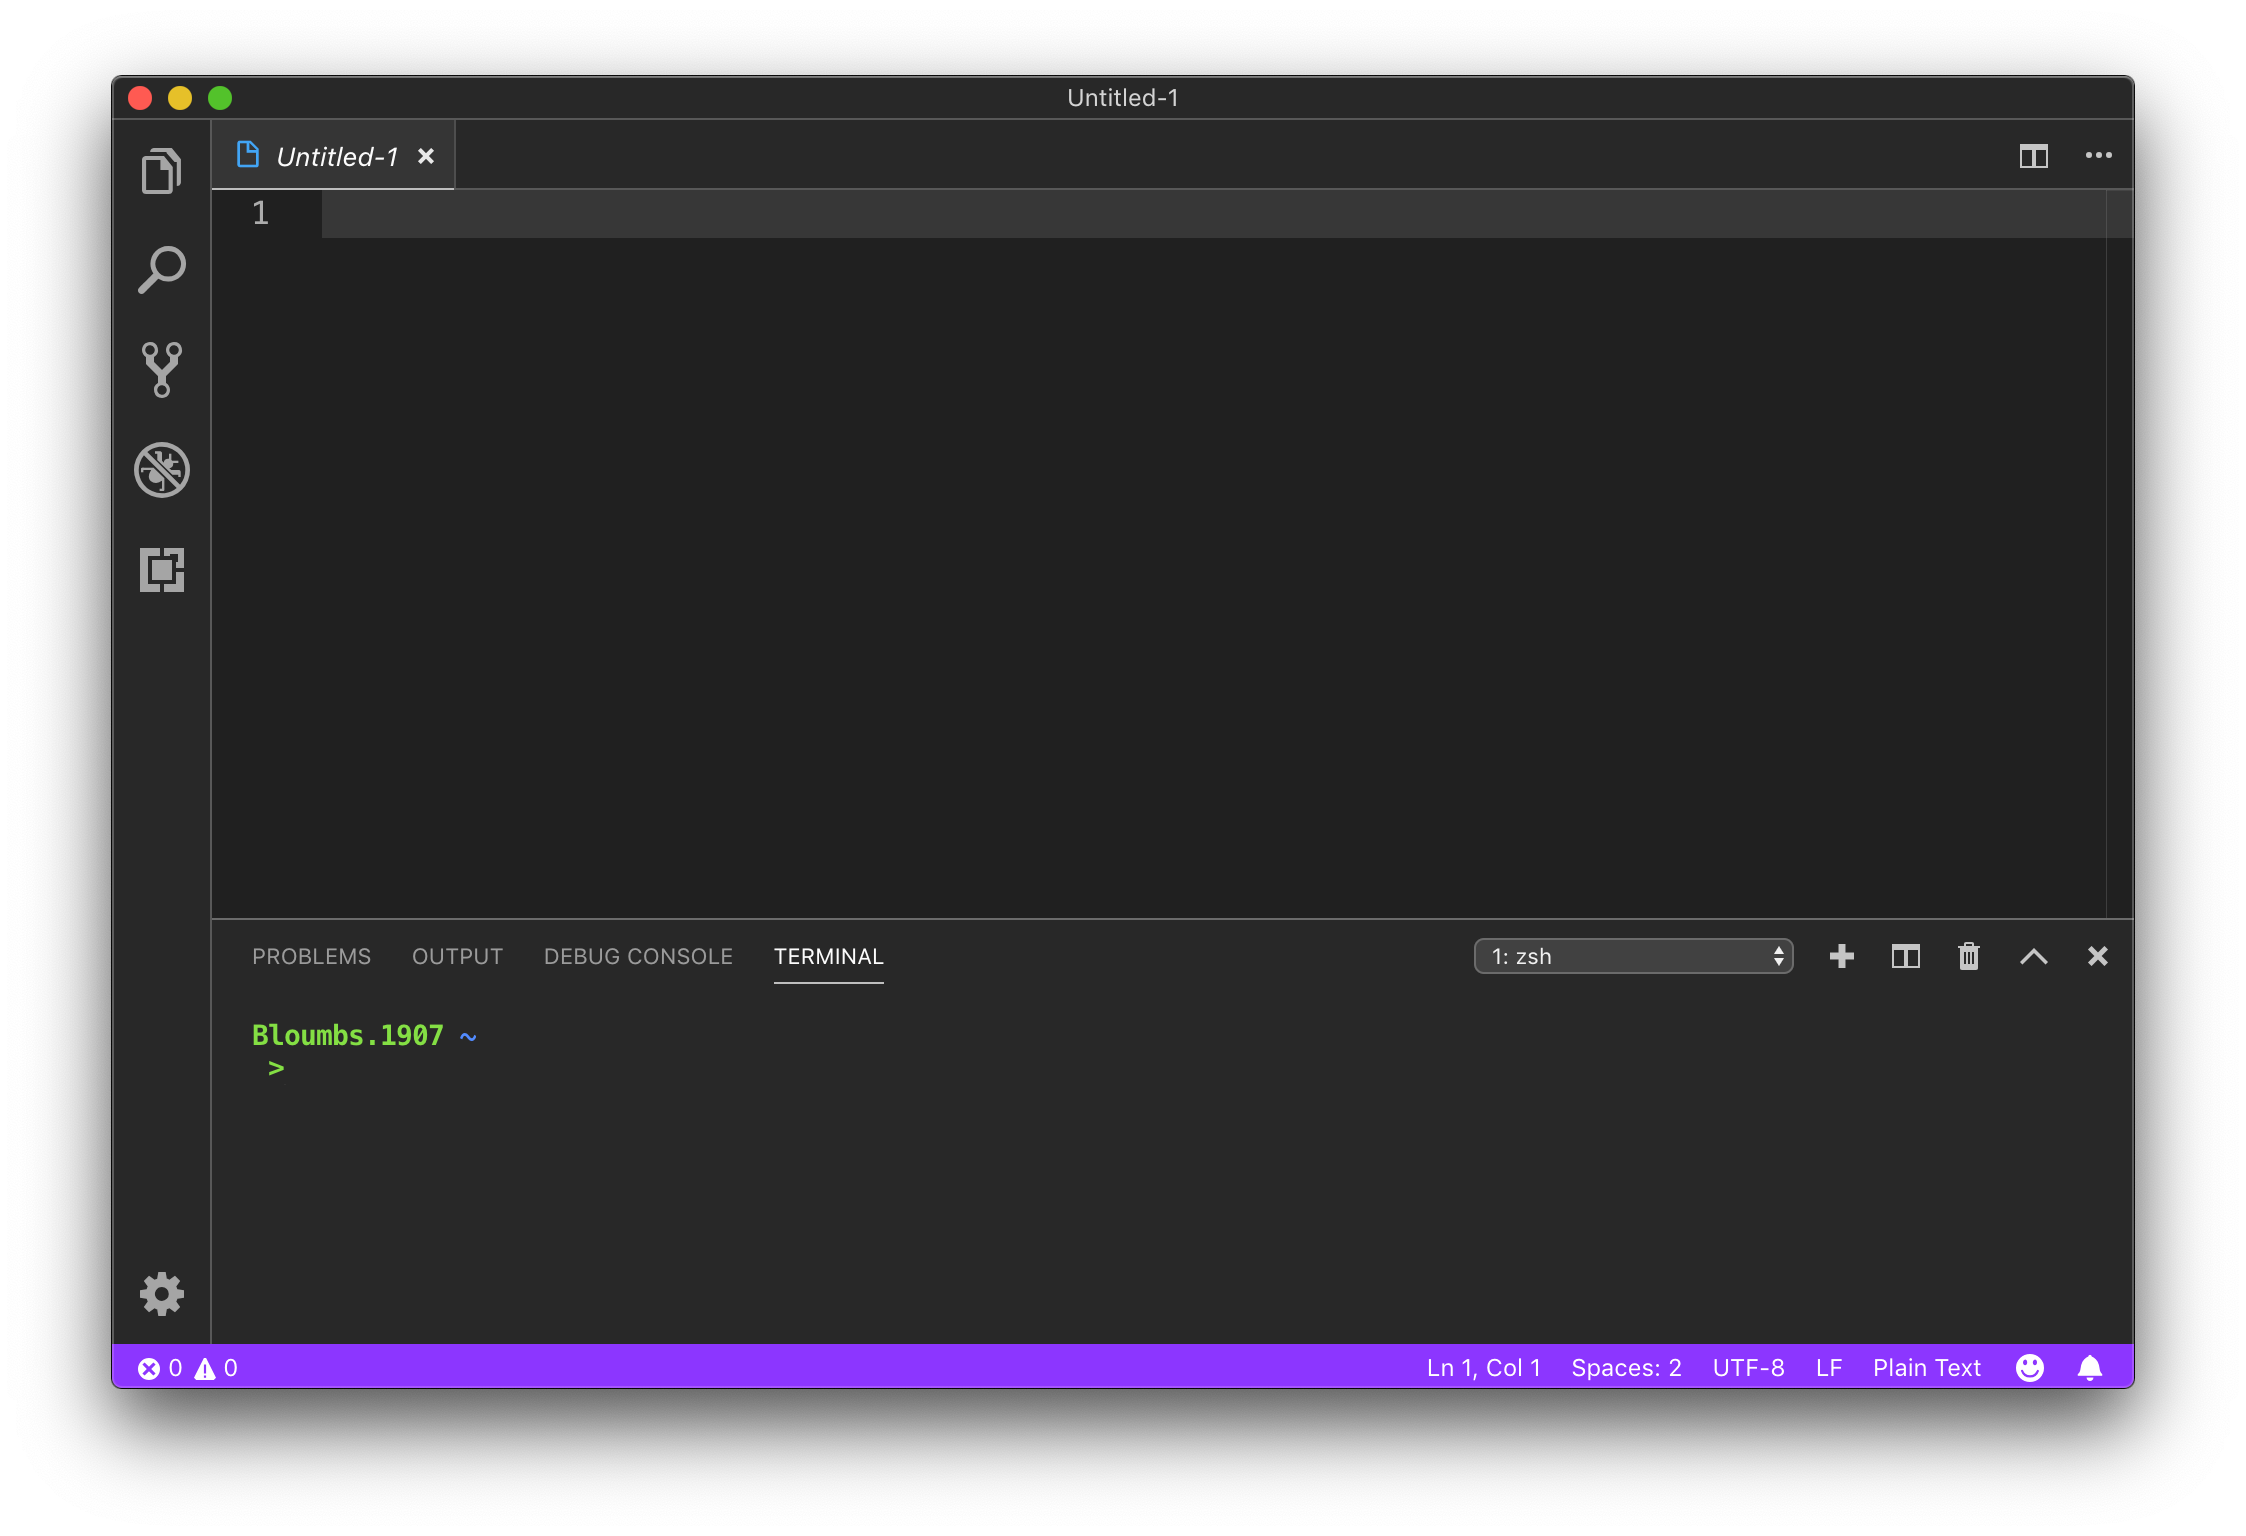 Untitled-1
Untitled-1
1
PROBLEMS OUTPUT DEBUG CONSOLE TERMINAL 1: zsh
Bloumbs.1907 ~
>
0 0 Ln 1, Col 1 Spaces: 2 UTF-8 LF Plain Text